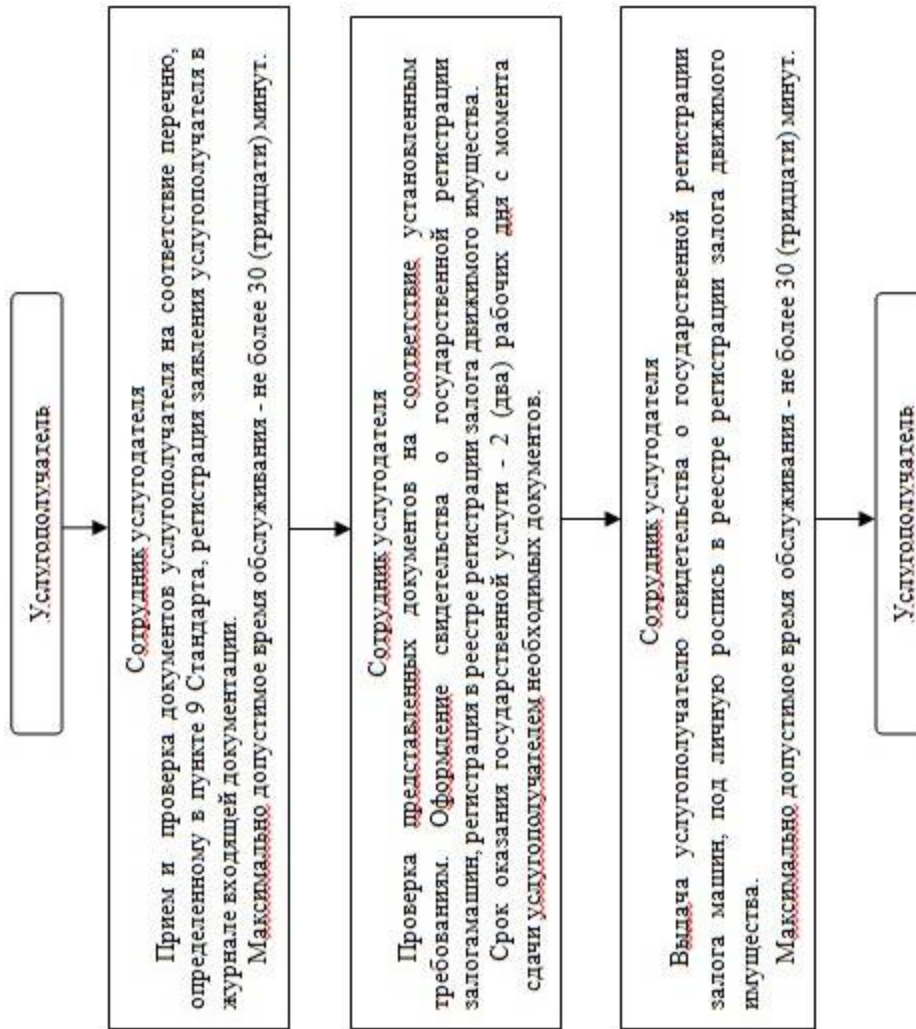 Услугополучатель
Сотрудник услугодателя
Прием и проверка документов услугополучателя на соответствие перечню,
определенному в пункте 9 Стандарта, регистрация заявления услугополучателя в
журнале входящей документации.
Максимально допустимое время обслуживания - не более 30 (тридцати) минут.
Сотрудник услугодателя
Проверка представленных документов на соответствие установленным
требованиям. Оформление свидетельства о государственной регистрации
залогамашин, регистрация в реестре регистрации залога движимого имущества.
Срок оказания государственной услуги - 2 (два) рабочих дня с момента
сдачи услугополучателем необходимых документов.
Сотрудник услугодателя
Выдача услугополучателю свидетельства о государственной регистрации
залога машин, под личную роспись в реестре регистрации залога движимого
имущества.
Максимально допустимое время обслуживания - не более 30 (тридцати) минут.
Услугополучатель